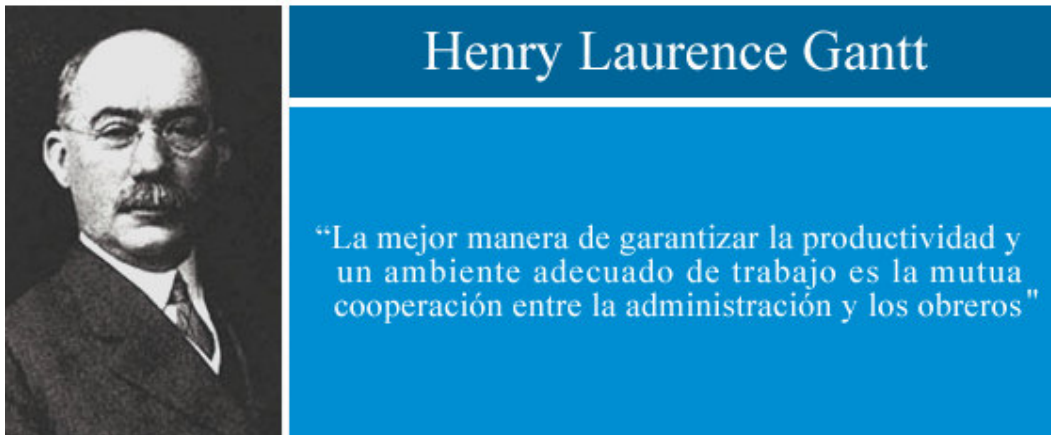 Henry Laurence Gantt
“La mejor manera de garantizar la productividad y
un ambiente adecuado de trabajo es la mutua
cooperación entre la administración y los obreros"